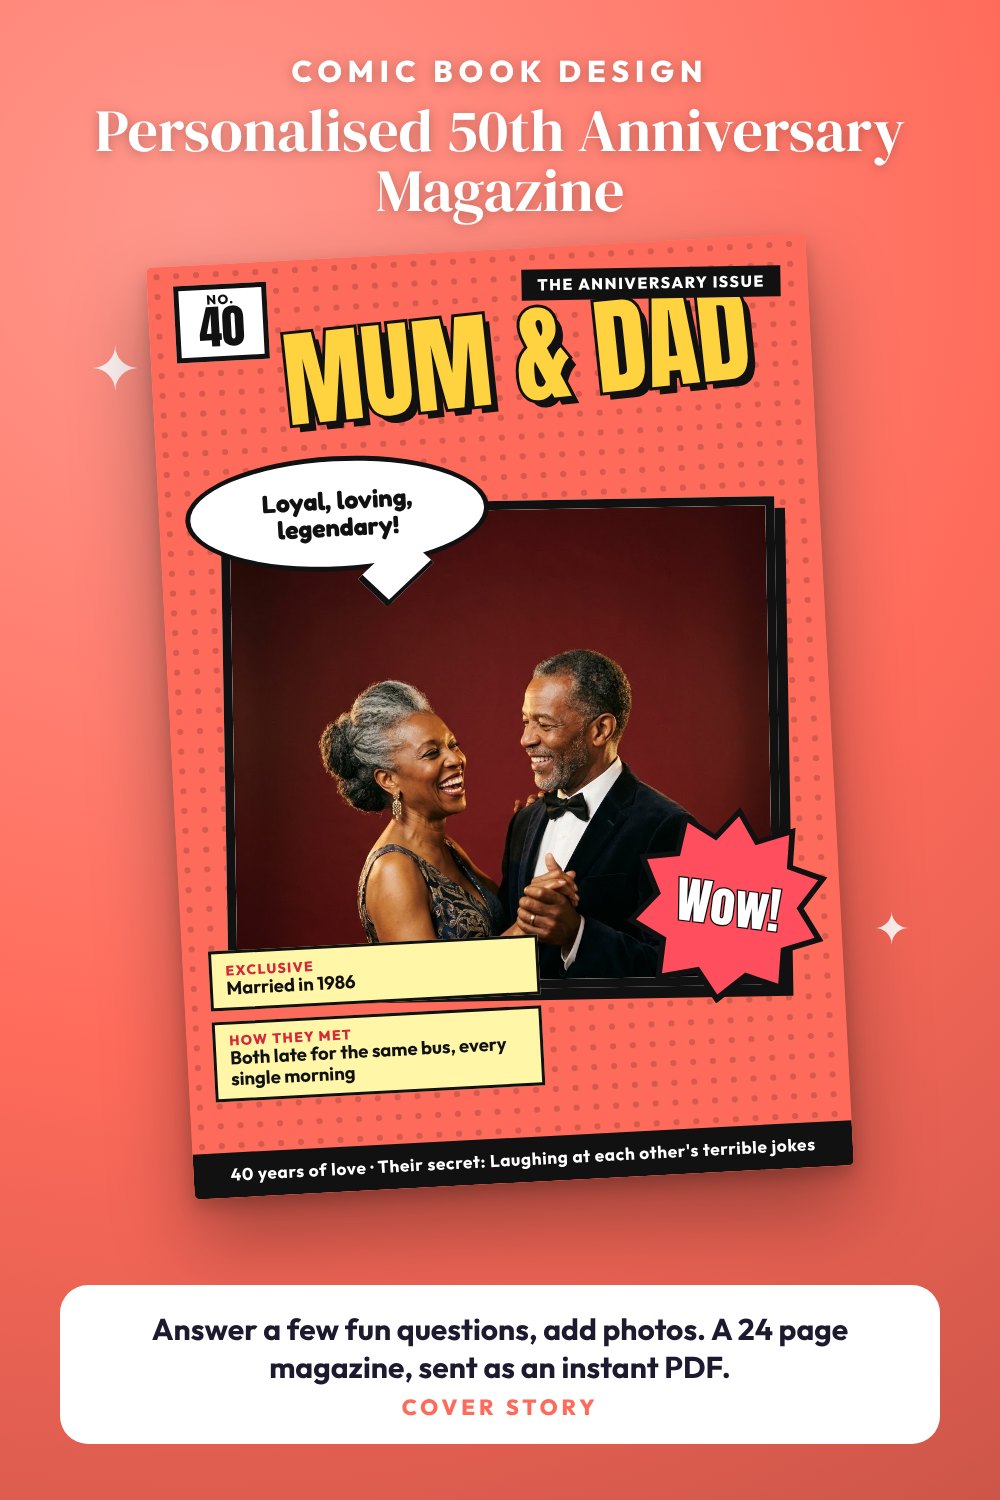 COMIC BOOK DESIGN
Personalised 50th Anniversary
Magazine
NO.
40
THE ANNIVERSARY ISSUE
MUM & DAD
Loyal, loving,
legendary!
Wow!
EXCLUSIVE
Married in 1986
HOW THEY MET
Both late for the same bus, every
single morning
40 years of love · Their secret: Laughing at each other's terrible jokes
Answer a few fun questions, add photos. A 24 page
magazine, sent as an instant PDF.
COVER STORY